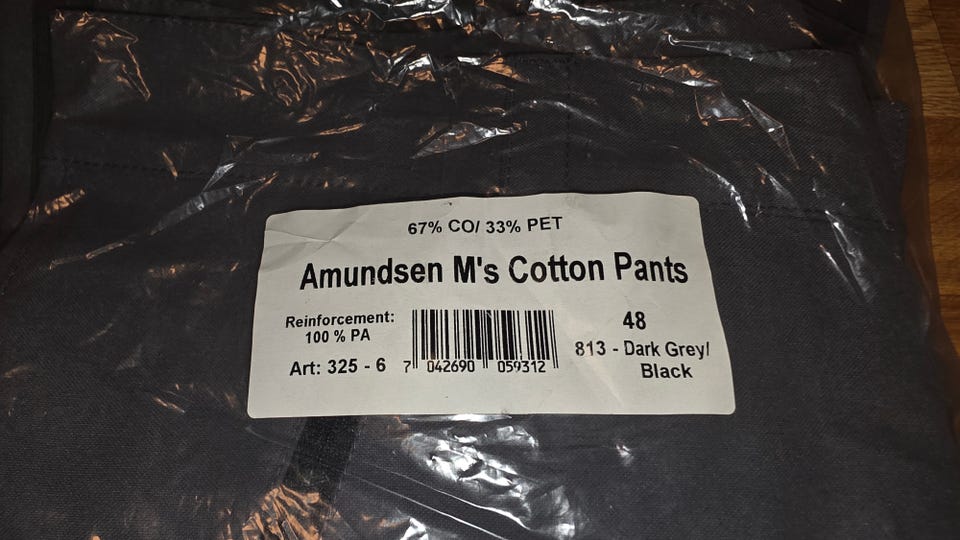 67% CO/ 33% PET
Amundsen M's Cotton Pants
Reinforcement:
100 % PA
Art: 325 - 6
7 042690 059312
48
813 - Dark Grey/
Black